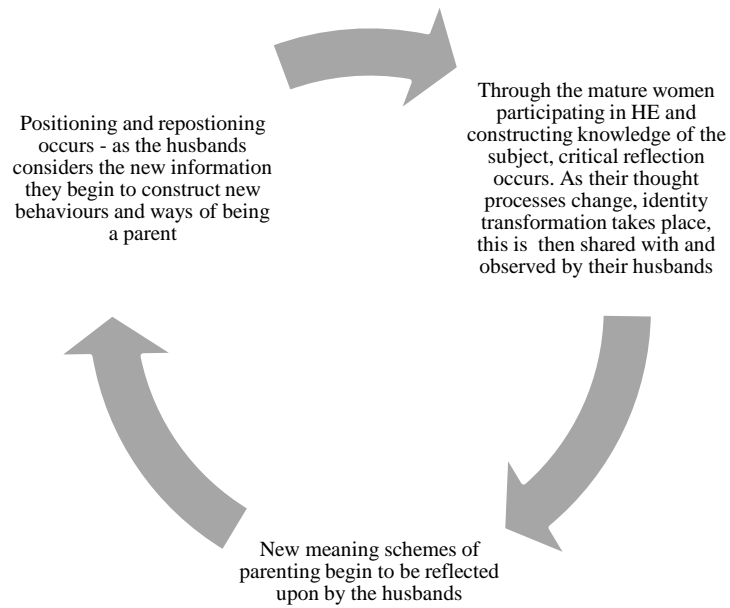 Positioning and repostioning
occurs - as the husbands
considers the new information
they begin to construct new
behaviours and ways of being
a parent
Through the mature women
participating in HE and
constructing knowledge of the
subject, critical reflection
occurs. As their thought
processes change, identity
transformation takes place,
this is then shared with and
observed by their husbands
New meaning schemes of
parenting begin to be reflected
upon by the husbands